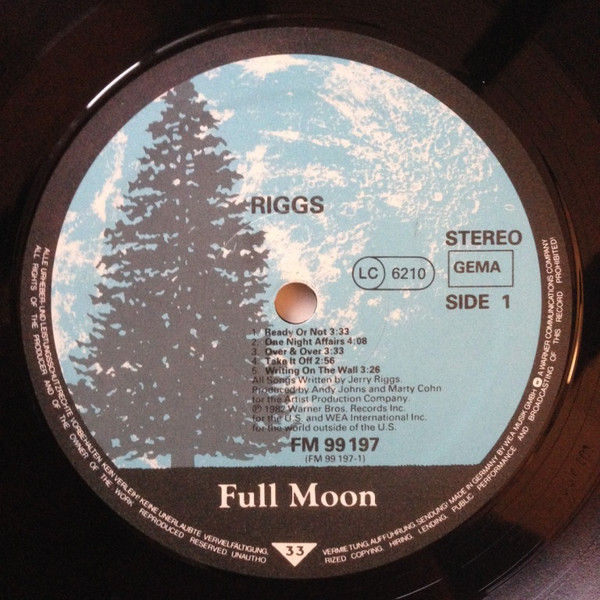 RIGGS
STEREO
LC 6210
GEMA
SIDE 1
1. Ready Or Not 3:33
2. One Night Affairs 4:08
3. Over & Over 3:33
4. Take It Off 2:56
5. Writing On The Wall 3:26
All Songs Written by Jerry Riggs.
Produced by Andy Johns and Marty Cohn
for the Artist Production Company.
℗ 1982 Warner Bros. Records Inc.
for the U.S. and WEA International Inc.
for the world outside of the U.S.
FM 99 197
(FM 99 197-1)
Full Moon
33
ALLE URHEBER- UND LEISTUNGSSCHUTZRECHTE VORBEHALTEN. KEIN VERLEIH! KEINE UNERLAUBTE VERVIELFÄLTIGUNG,
VERMIETUNG, AUFFÜHRUNG, SENDUNG! MADE IN GERMANY BY WEA MUSIK GMBH A WARNER COMMUNICATIONS COMPANY
ALL RIGHTS OF THE PRODUCER AND OF THE OWNER OF THE WORK REPRODUCED RESERVED UNAUTHO
RIZED COPYING, HIRING, LENDING, PUBLIC PERFORMANCE AND BROADCASTING OF THIS RECORD PROHIBITED!